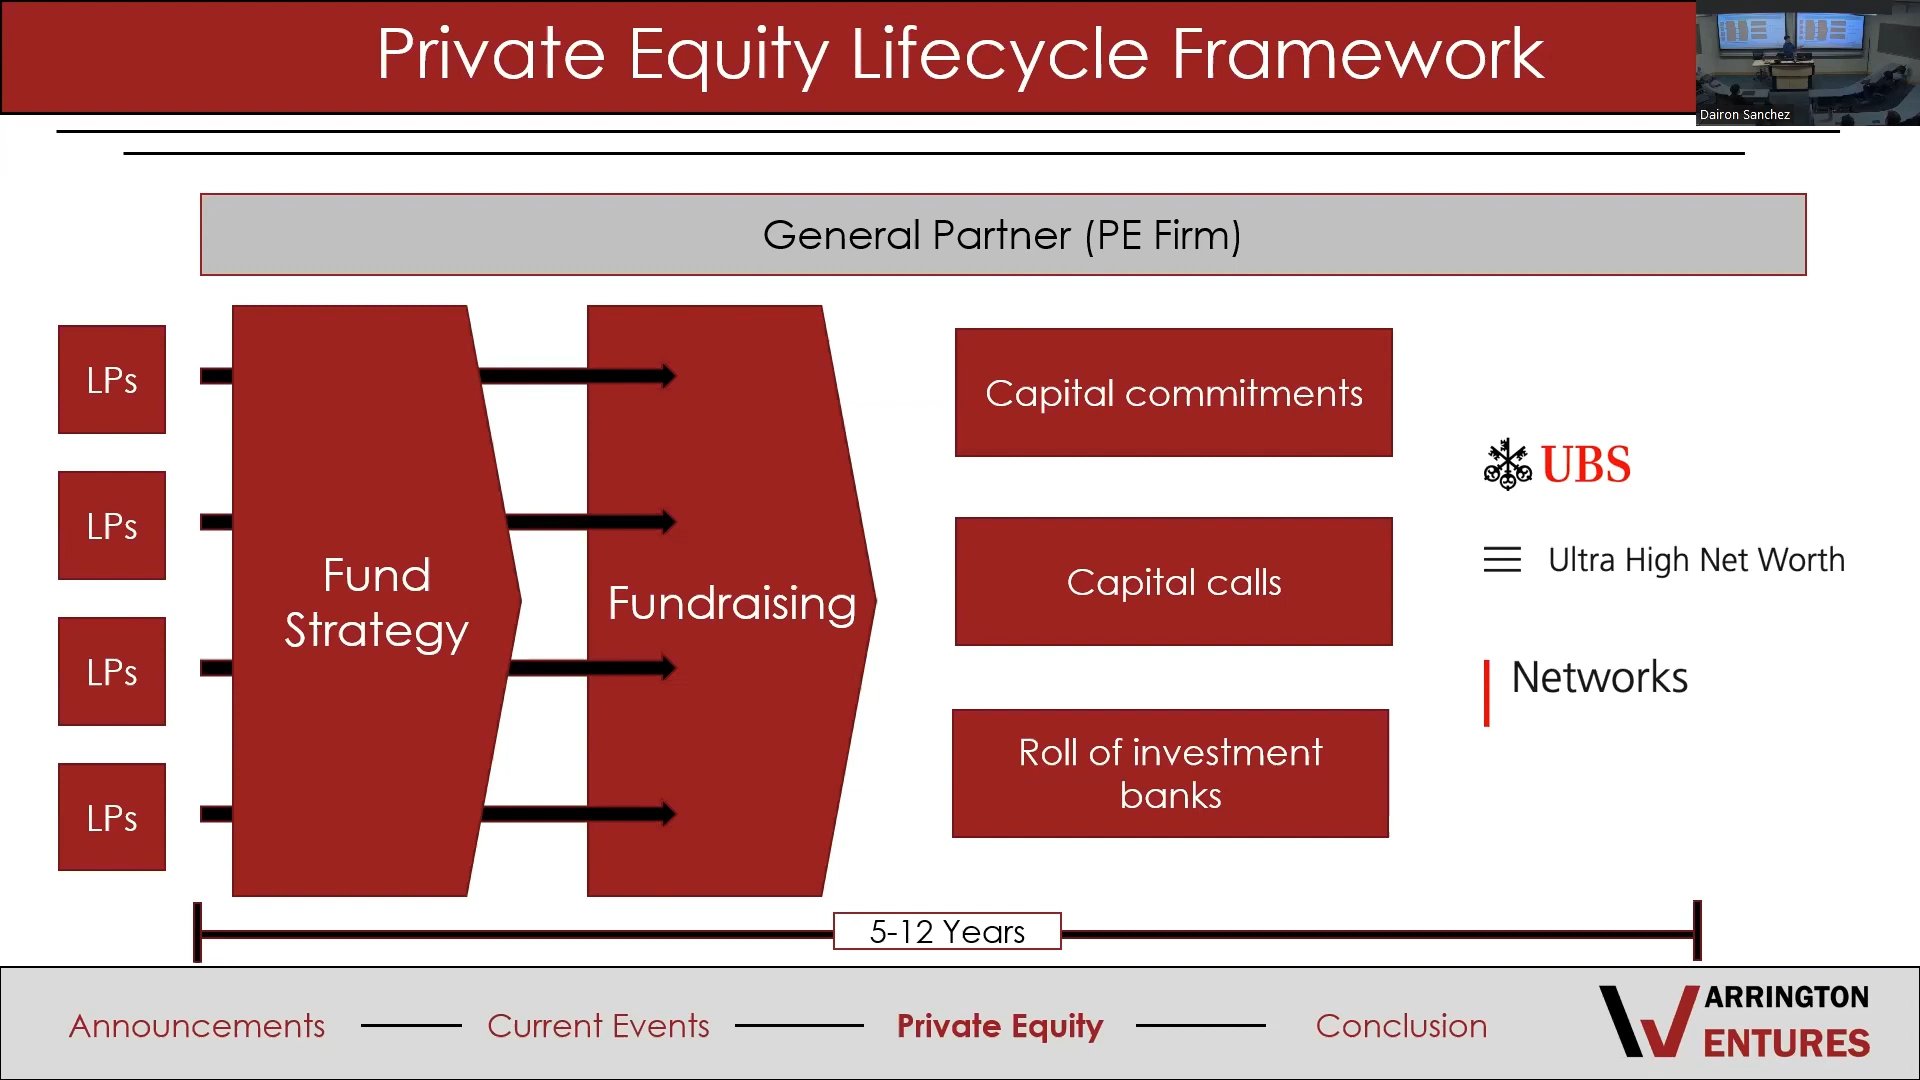 Private Equity Lifecycle Framework
Dairon Sanchez
General Partner (PE Firm)
LPs
LPs
LPs
LPs
Fund
Strategy
Fundraising
Capital commitments
Capital calls
Roll of investment
banks
UBS
Ultra High Net Worth
Networks
5-12 Years
Announcements
Current Events
Private Equity
Conclusion
WARRINGTON
VENTURES